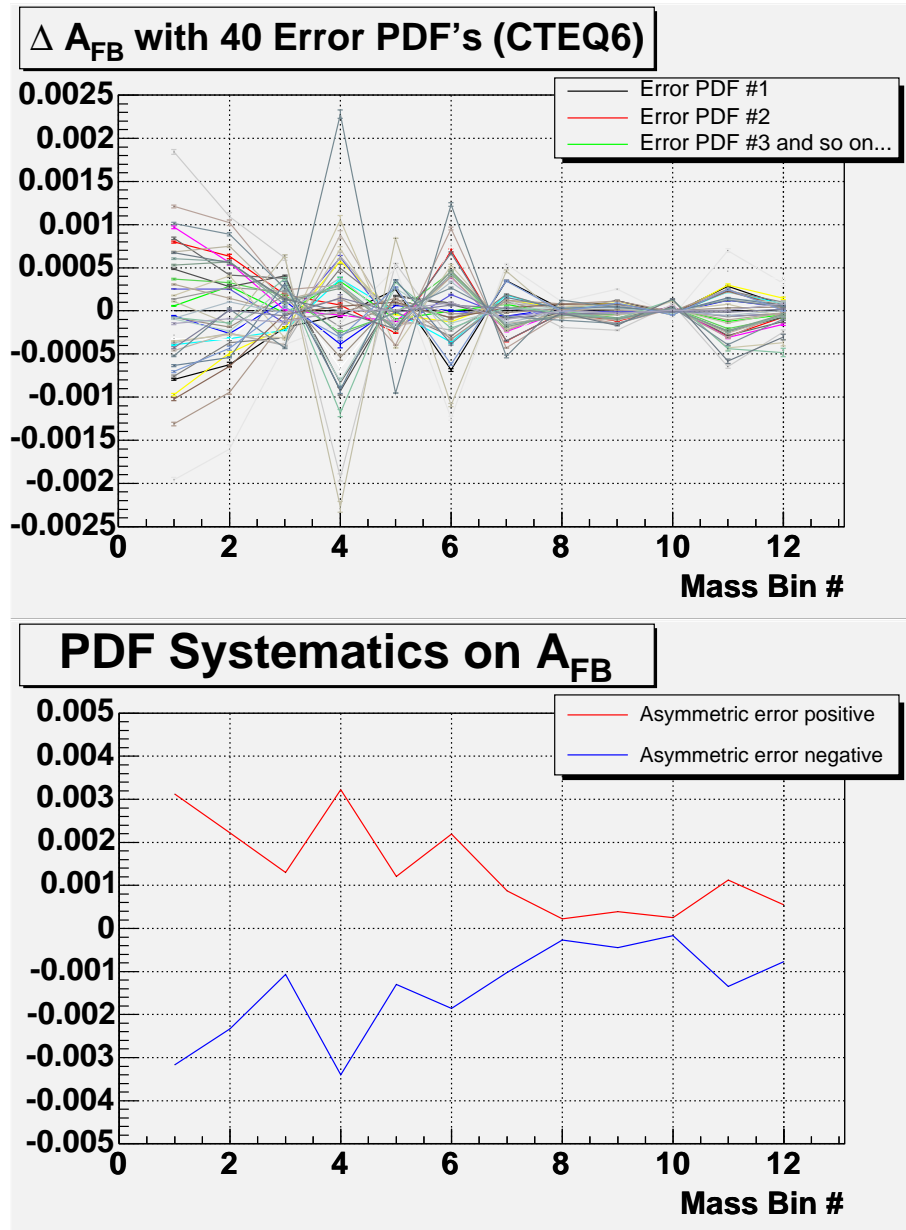 Δ A_FB with 40 Error PDF's (CTEQ6)
Error PDF #1
Error PDF #2
Error PDF #3 and so on...
0.0025
0.002
0.0015
0.001
0.0005
0
-0.0005
-0.001
-0.0015
-0.002
-0.0025
0 2 4 6 8 10 12
Mass Bin #
PDF Systematics on A_FB
Asymmetric error positive
Asymmetric error negative
0.005
0.004
0.003
0.002
0.001
0
-0.001
-0.002
-0.003
-0.004
-0.005
0 2 4 6 8 10 12
Mass Bin #